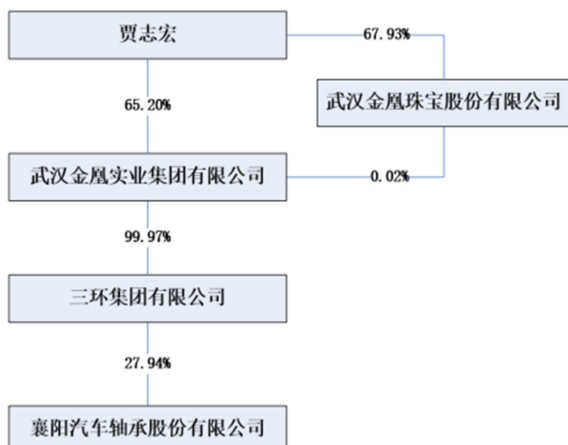 贾志宏
67.93%
武汉金凰珠宝股份有限公司
65.20%
武汉金凰实业集团有限公司
0.02%
99.97%
三环集团有限公司
27.94%
襄阳汽车轴承股份有限公司